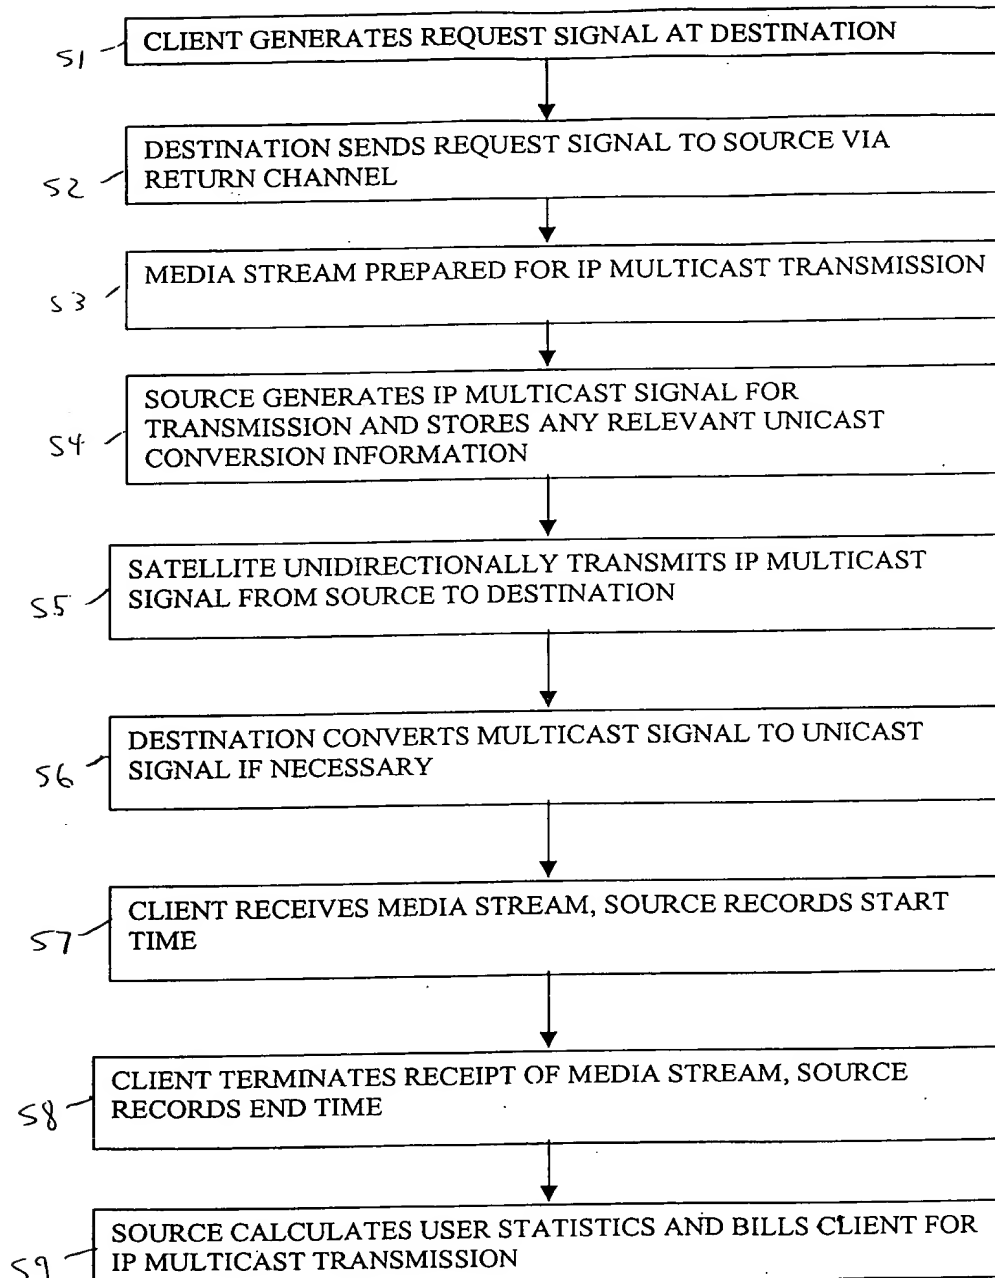 S1 CLIENT GENERATES REQUEST SIGNAL AT DESTINATION
S2 DESTINATION SENDS REQUEST SIGNAL TO SOURCE VIA
RETURN CHANNEL
S3 MEDIA STREAM PREPARED FOR IP MULTICAST TRANSMISSION
S4 SOURCE GENERATES IP MULTICAST SIGNAL FOR
TRANSMISSION AND STORES ANY RELEVANT UNICAST
CONVERSION INFORMATION
S5 SATELLITE UNIDIRECTIONALLY TRANSMITS IP MULTICAST
SIGNAL FROM SOURCE TO DESTINATION
S6 DESTINATION CONVERTS MULTICAST SIGNAL TO UNICAST
SIGNAL IF NECESSARY
S7 CLIENT RECEIVES MEDIA STREAM, SOURCE RECORDS START
TIME
S8 CLIENT TERMINATES RECEIPT OF MEDIA STREAM, SOURCE
RECORDS END TIME
S9 SOURCE CALCULATES USER STATISTICS AND BILLS CLIENT FOR
IP MULTICAST TRANSMISSION